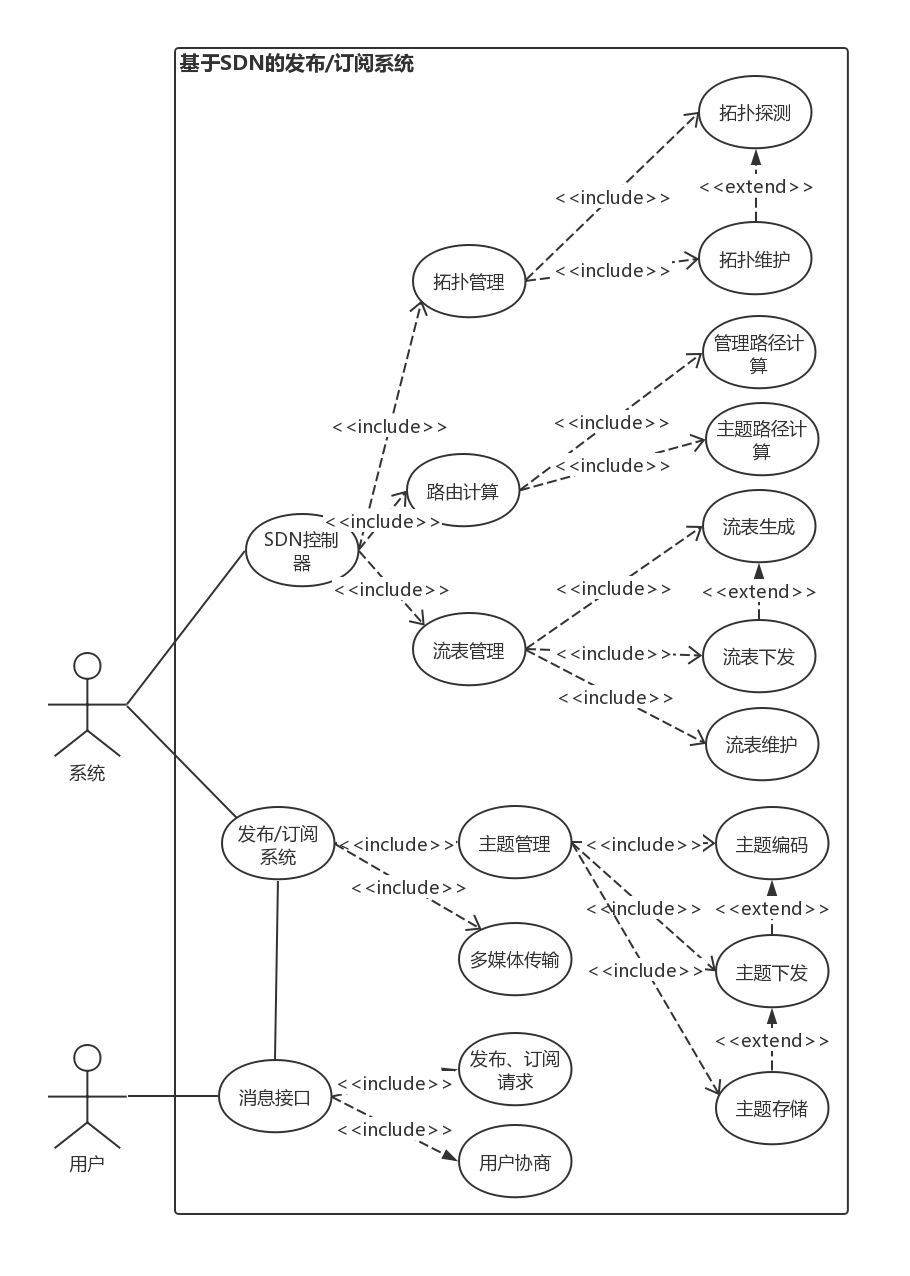 基于SDN的发布/订阅系统
拓扑探测
<<extend>>
<<include>>
拓扑维护
<<include>>
拓扑管理
管理路径计
算
<<include>>
<<include>>
主题路径计
算
<<include>>
路由计算
<<include>>
SDN控制
器
流表生成
<<include>>
<<include>>
<<extend>>
流表管理
<<include>>
流表下发
<<include>>
流表维护
系统
发布/订阅
系统
<<include>>
主题管理
<<include>>
主题编码
<<include>>
<<include>>
<<extend>>
多媒体传输
<<include>>
主题下发
<<extend>>
发布、订阅
请求
<<include>>
消息接口
主题存储
<<include>>
用户协商
用户